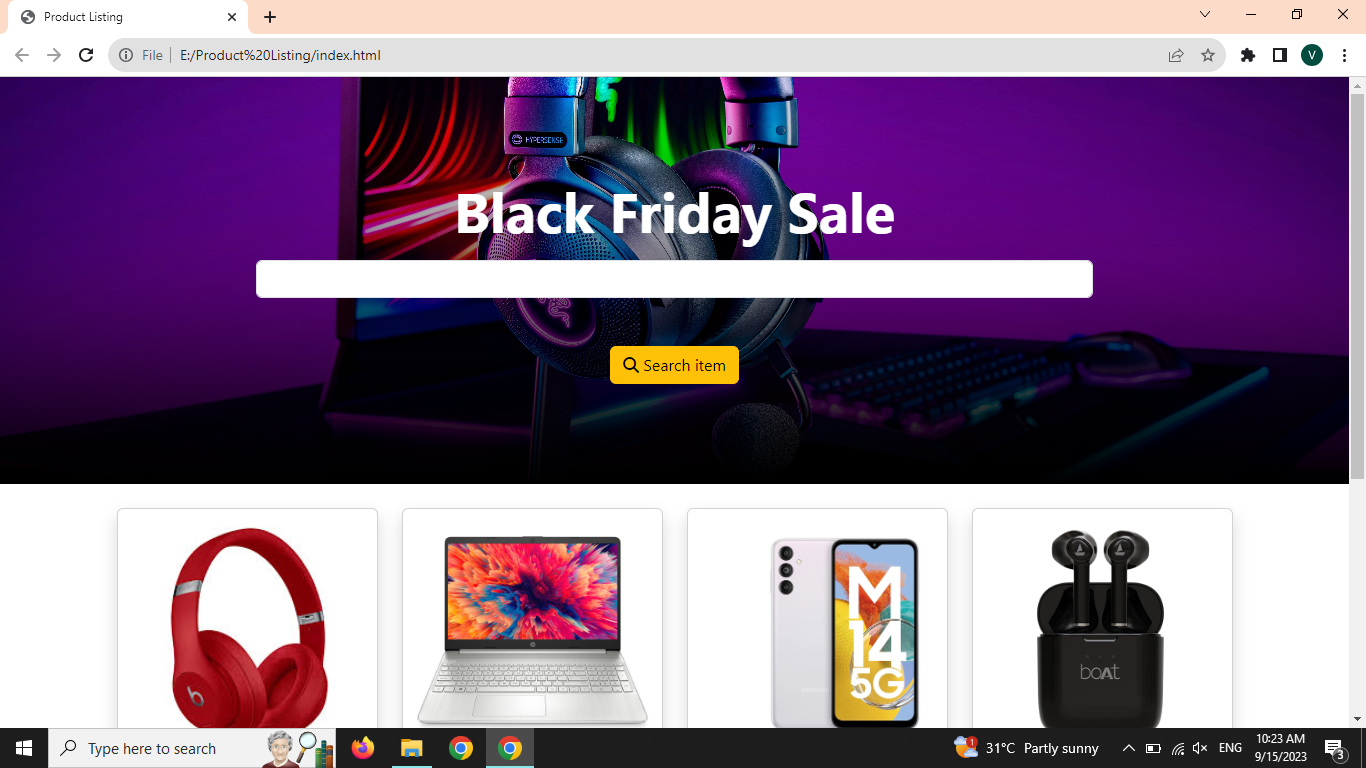 Product Listing
File E:/Product%20Listing/index.html
V
HYPERSENSE
Black Friday Sale
Search item
M
14
5G
boAt
Type here to search
1
31°C Partly sunny
ENG
10:23 AM
9/15/2023
3